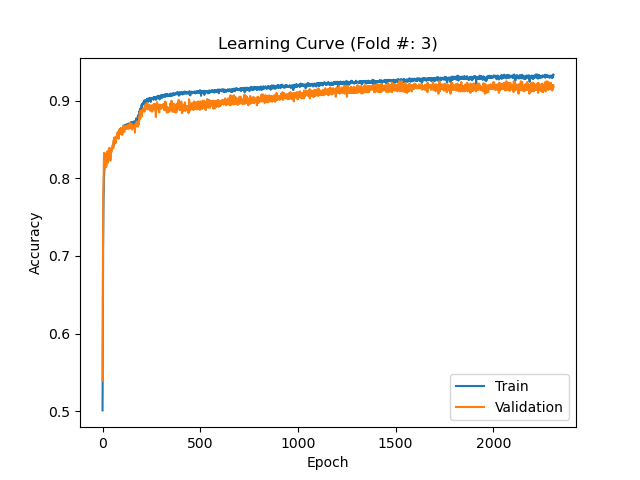 Learning Curve (Fold #: 3)
0.9
0.8
0.7
0.6
0.5
Accuracy
0 500 1000 1500 2000
Epoch
Train
Validation